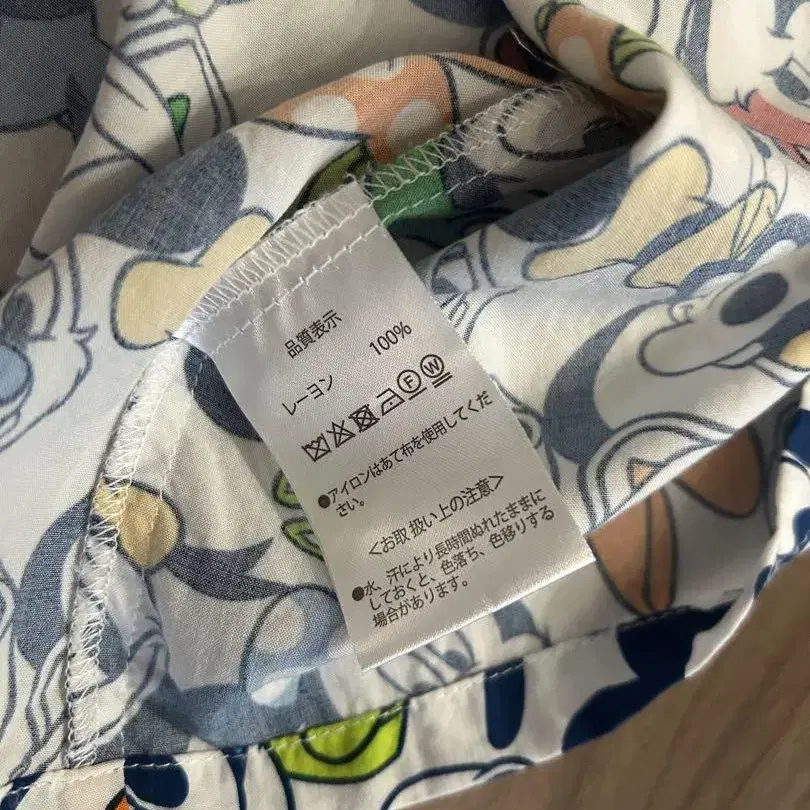 品質表示
レーヨン 100%
F W
●アイロンはあて布を使用してくだ
さい。
＜お取扱い上の注意＞
●水、汗により長時間ぬれたままに
しておくと、色落ち、色移りする
場合があります。